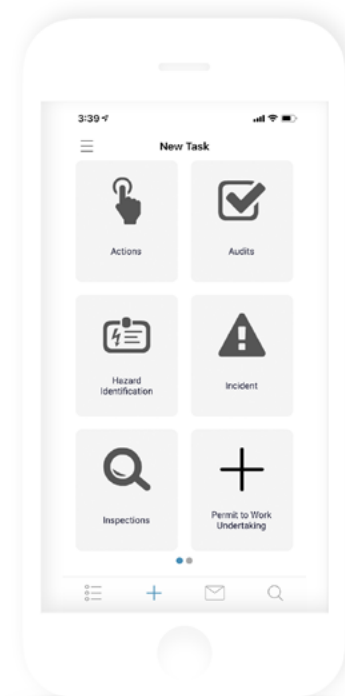 3:39
New Task
Actions
Audits
Hazard
Identification
Incident
Inspections
Permit to Work
Undertaking